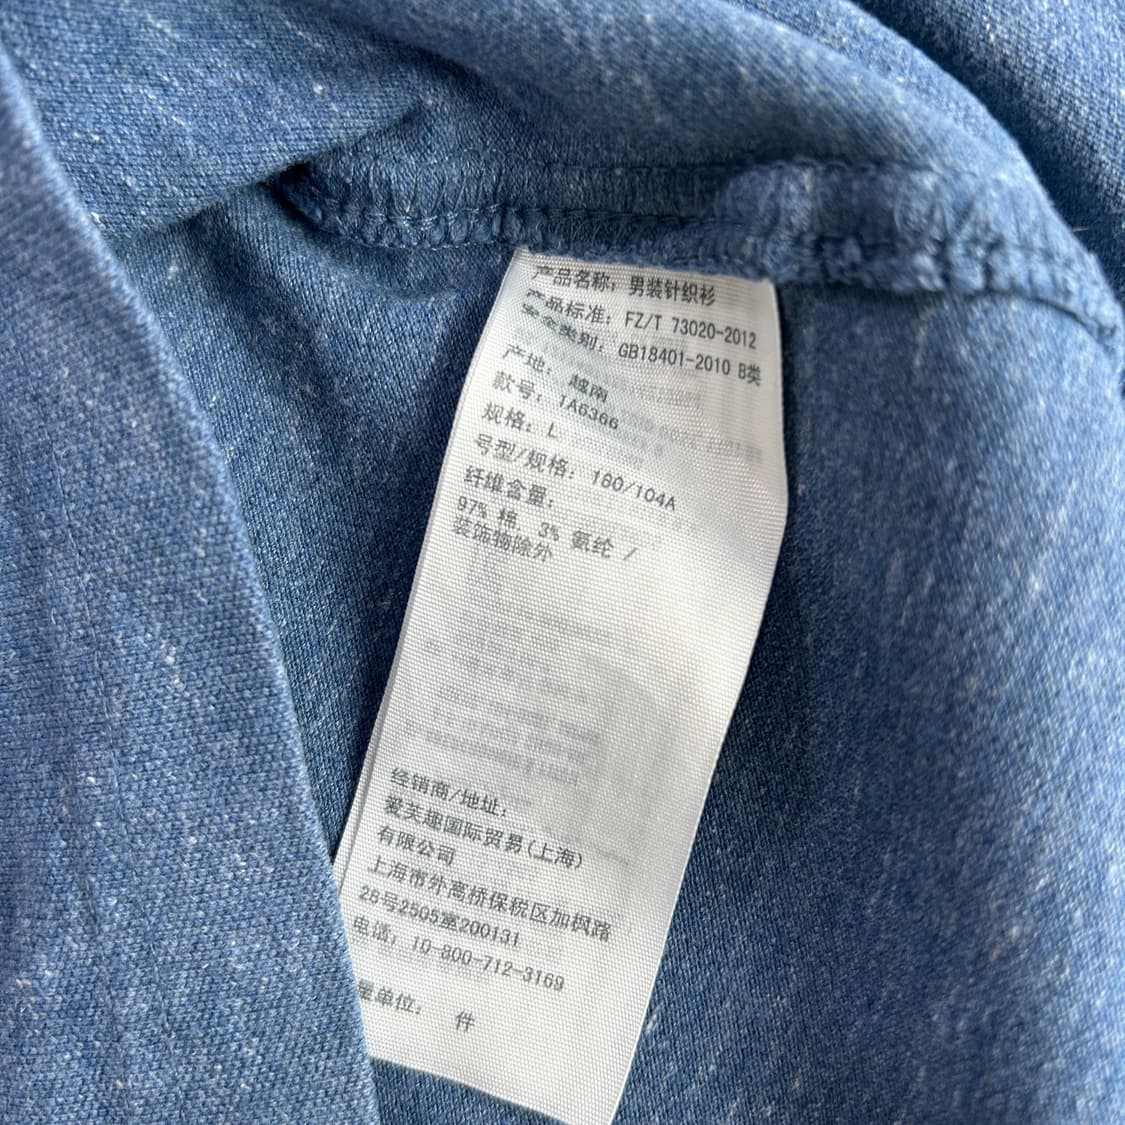 产品名称: 男装针织衫
产品标准: FZ/T 73020-2012
安全类别: GB18401-2010 B类
产地: 越南
款号: 1A6366
规格: L
号型/规格: 180/104A
纤维含量:
97% 棉, 3% 氨纶 /
装饰物除外
经销商/地址:
爱芙趣国际贸易(上海)
有限公司
上海市外高桥保税区加枫路
26号2505室200131
电话: 10-800-712-3169
量单位: 件